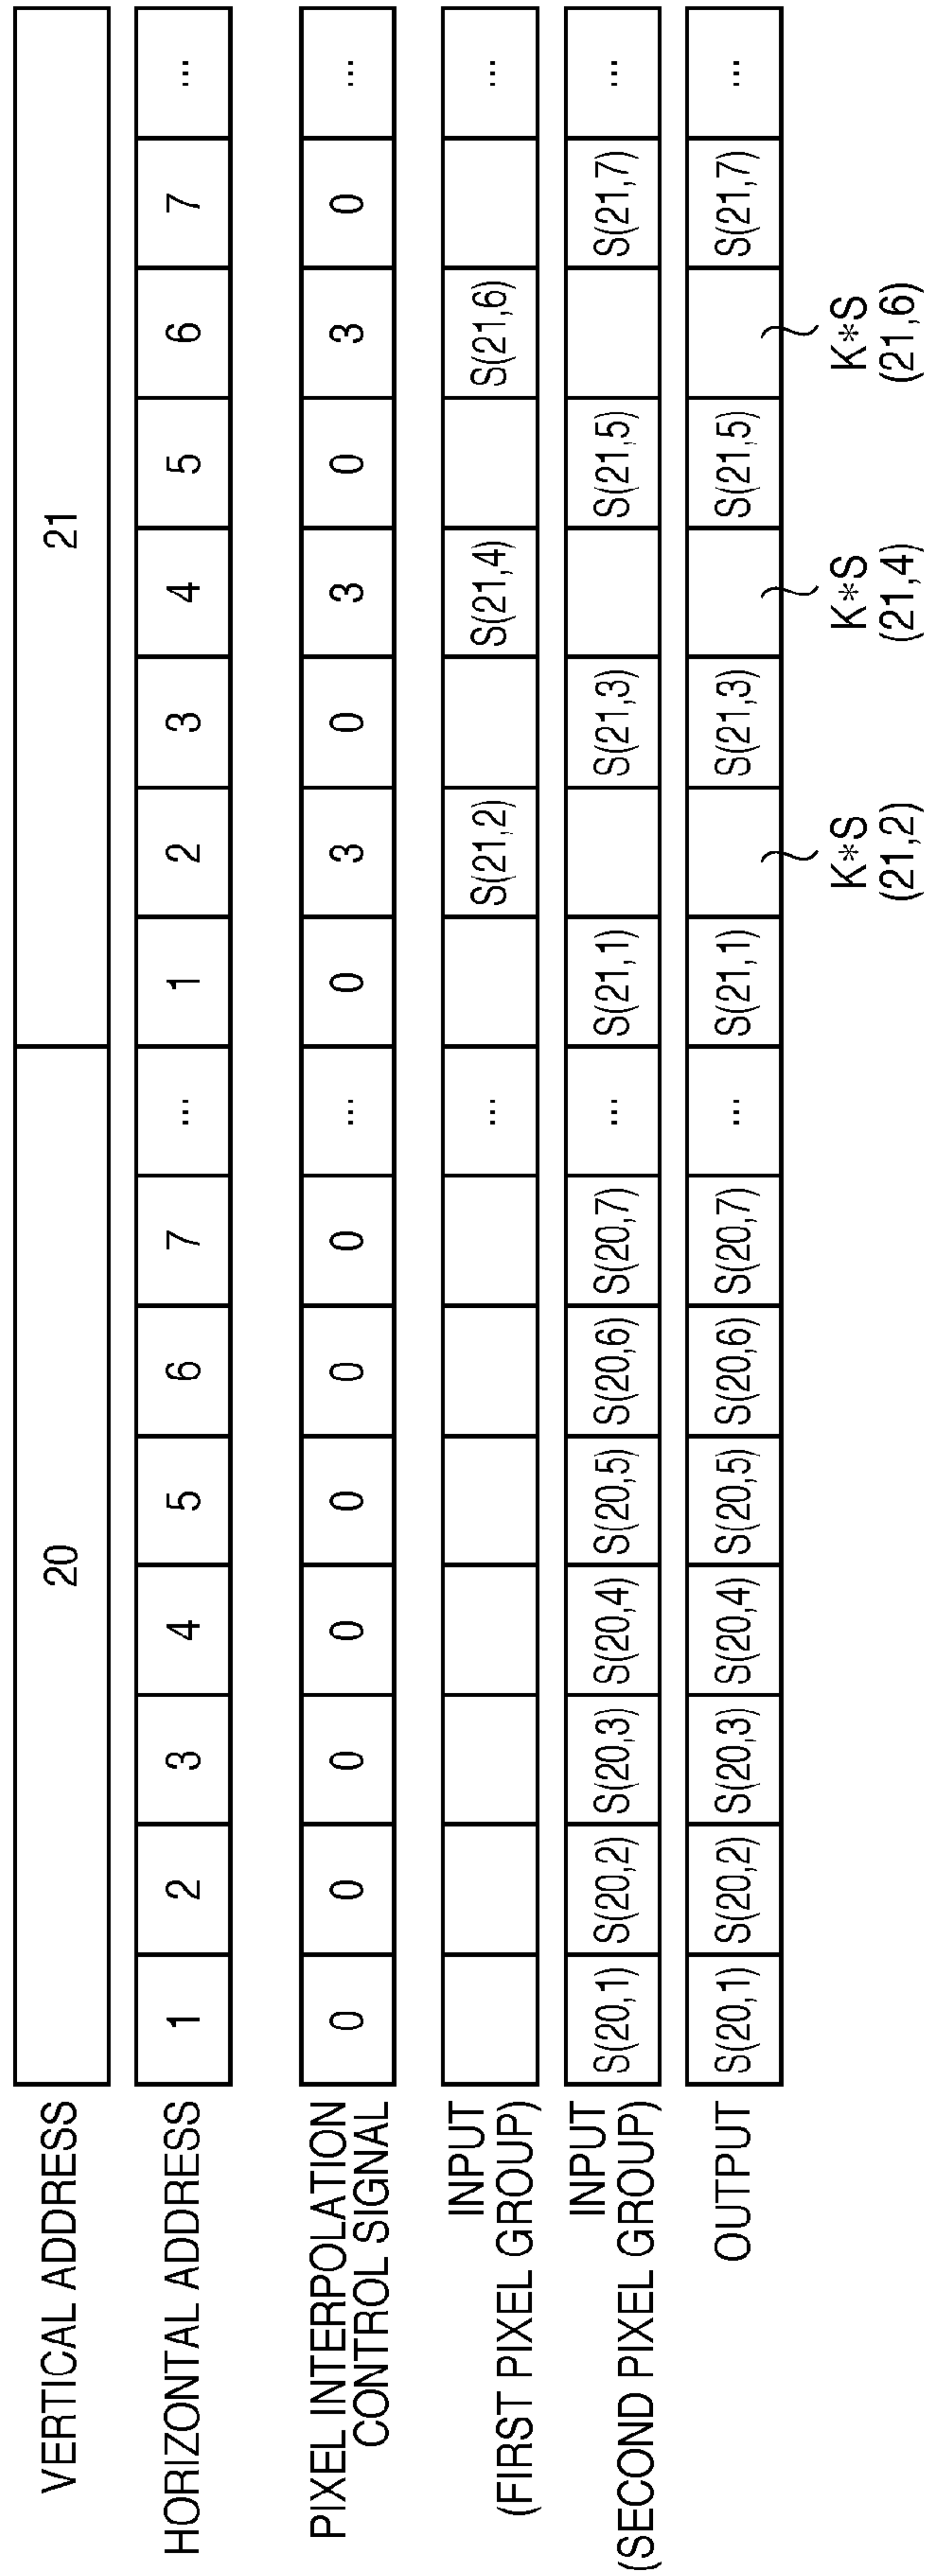 VERTICAL ADDRESS 20 21
HORIZONTAL ADDRESS 1 2 3 4 5 6 7 ... 1 2 3 4 5 6 7 ...
PIXEL INTERPOLATION
CONTROL SIGNAL 0 0 0 0 0 0 0 ... 0 3 0 3 0 3 0 ...
INPUT
(FIRST PIXEL GROUP) ... S(21,2) S(21,4) S(21,6) ...
INPUT
(SECOND PIXEL GROUP) S(20,1) S(20,2) S(20,3) S(20,4) S(20,5) S(20,6) S(20,7) ... S(21,1) S(21,3) S(21,5) S(21,7) ...
OUTPUT S(20,1) S(20,2) S(20,3) S(20,4) S(20,5) S(20,6) S(20,7) ... S(21,1) S(21,3) S(21,5) S(21,7) ...
K*S K*S K*S
(21,2) (21,4) (21,6)